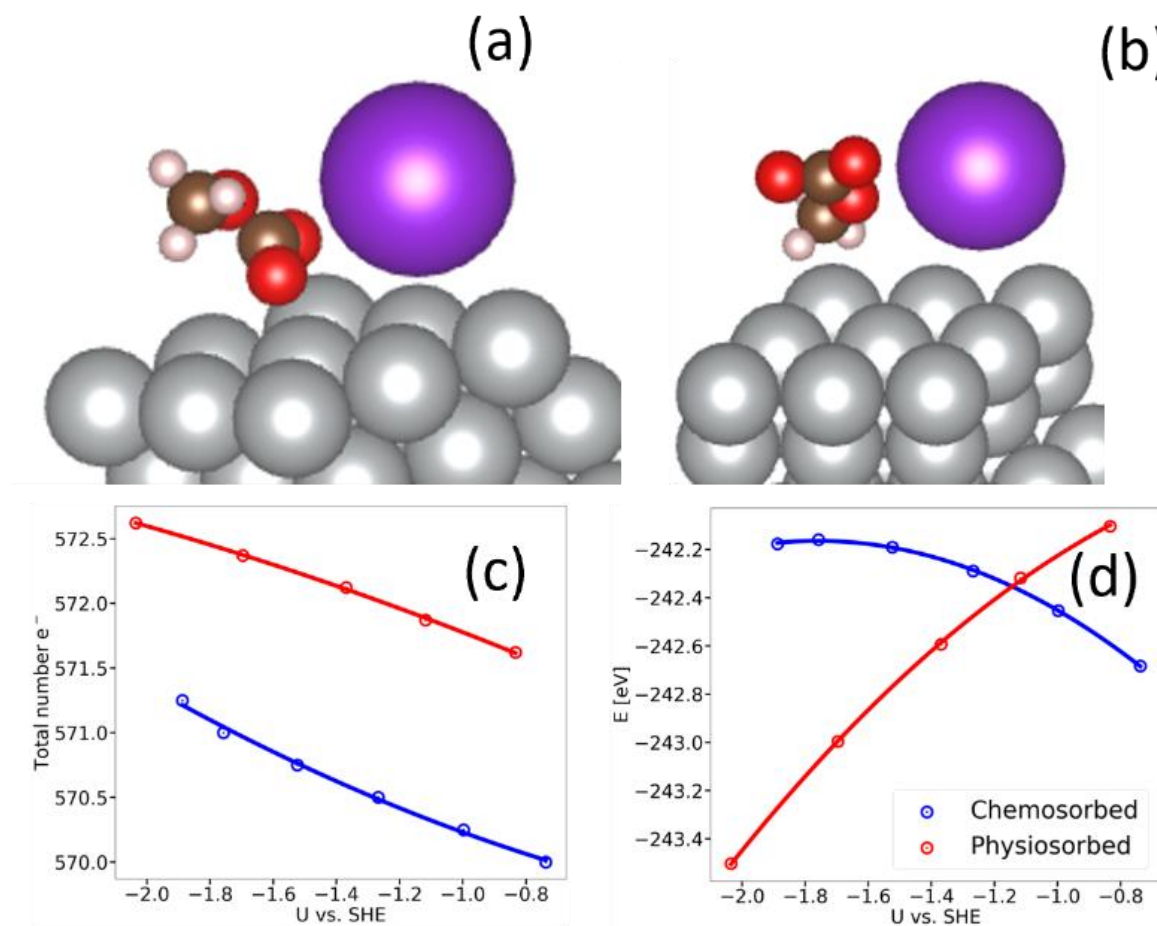 (a)
(b)
(c)
Total number e⁻
572.5
572.0
571.5
571.0
570.5
570.0
−2.0 −1.8 −1.6 −1.4 −1.2 −1.0 −0.8
U vs. SHE
(d)
E [eV]
−242.2
−242.4
−242.6
−242.8
−243.0
−243.2
−243.4
Chemosorbed
Physiosorbed
−2.0 −1.8 −1.6 −1.4 −1.2 −1.0 −0.8
U vs. SHE